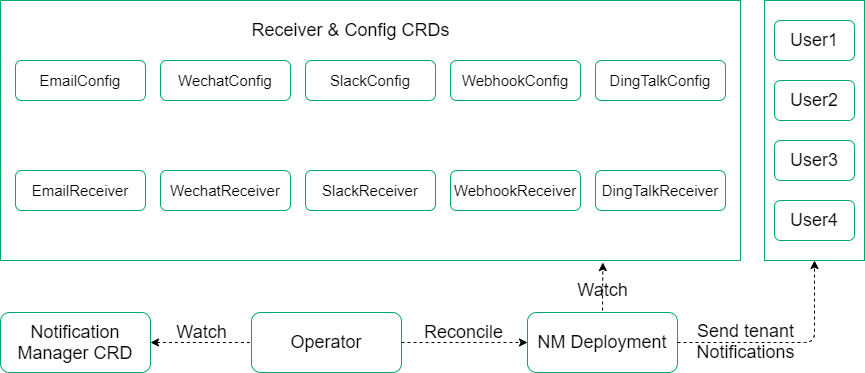 Receiver & Config CRDs
EmailConfig
WechatConfig
SlackConfig
WebhookConfig
DingTalkConfig
EmailReceiver
WechatReceiver
SlackReceiver
WebhookReceiver
DingTalkReceiver
User1
User2
User3
User4
Notification
Manager CRD
Watch
Operator
Reconcile
NM Deployment
Watch
Send tenant
Notifications